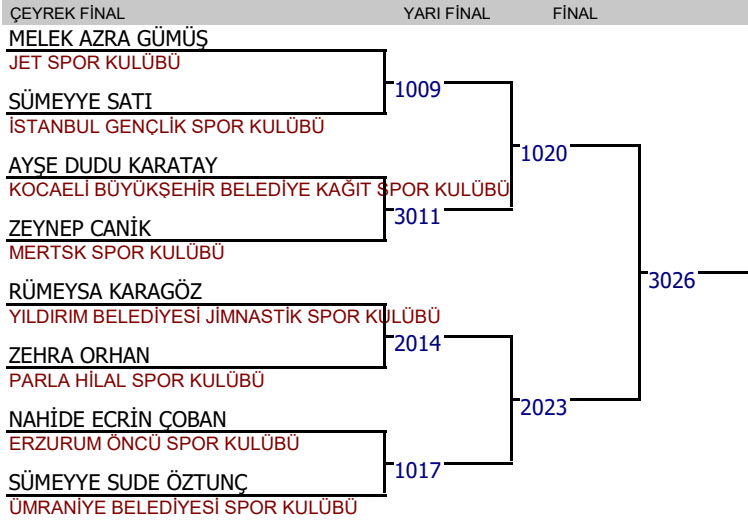 ÇEYREK FİNAL YARI FİNAL FİNAL
MELEK AZRA GÜMÜŞ
JET SPOR KULÜBÜ
1009
SÜMEYYE SATI
İSTANBUL GENÇLİK SPOR KULÜBÜ
1020
AYŞE DUDU KARATAY
KOCAELİ BÜYÜKŞEHİR BELEDİYE KAĞIT SPOR KULÜBÜ
3011
ZEYNEP CANİK
MERTSK SPOR KULÜBÜ
3026
RÜMEYSA KARAGÖZ
YILDIRIM BELEDİYESİ JİMNASTİK SPOR KULÜBÜ
2014
ZEHRA ORHAN
PARLA HİLAL SPOR KULÜBÜ
2023
NAHİDE ECRİN ÇOBAN
ERZURUM ÖNCÜ SPOR KULÜBÜ
1017
SÜMEYYE SUDE ÖZTUNÇ
ÜMRANİYE BELEDİYESİ SPOR KULÜBÜ